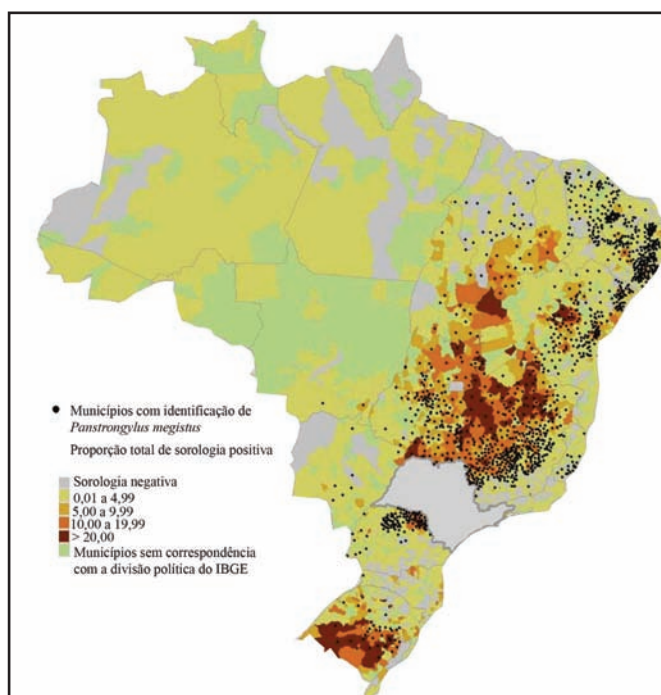 Municípios com identificação de
Panstrongylus megistus
Proporção total de sorologia positiva
Sorologia negativa
0,01 a 4,99
5,00 a 9,99
10,00 a 19,99
> 20,00
Municípios sem correspondência
com a divisão política do IBGE